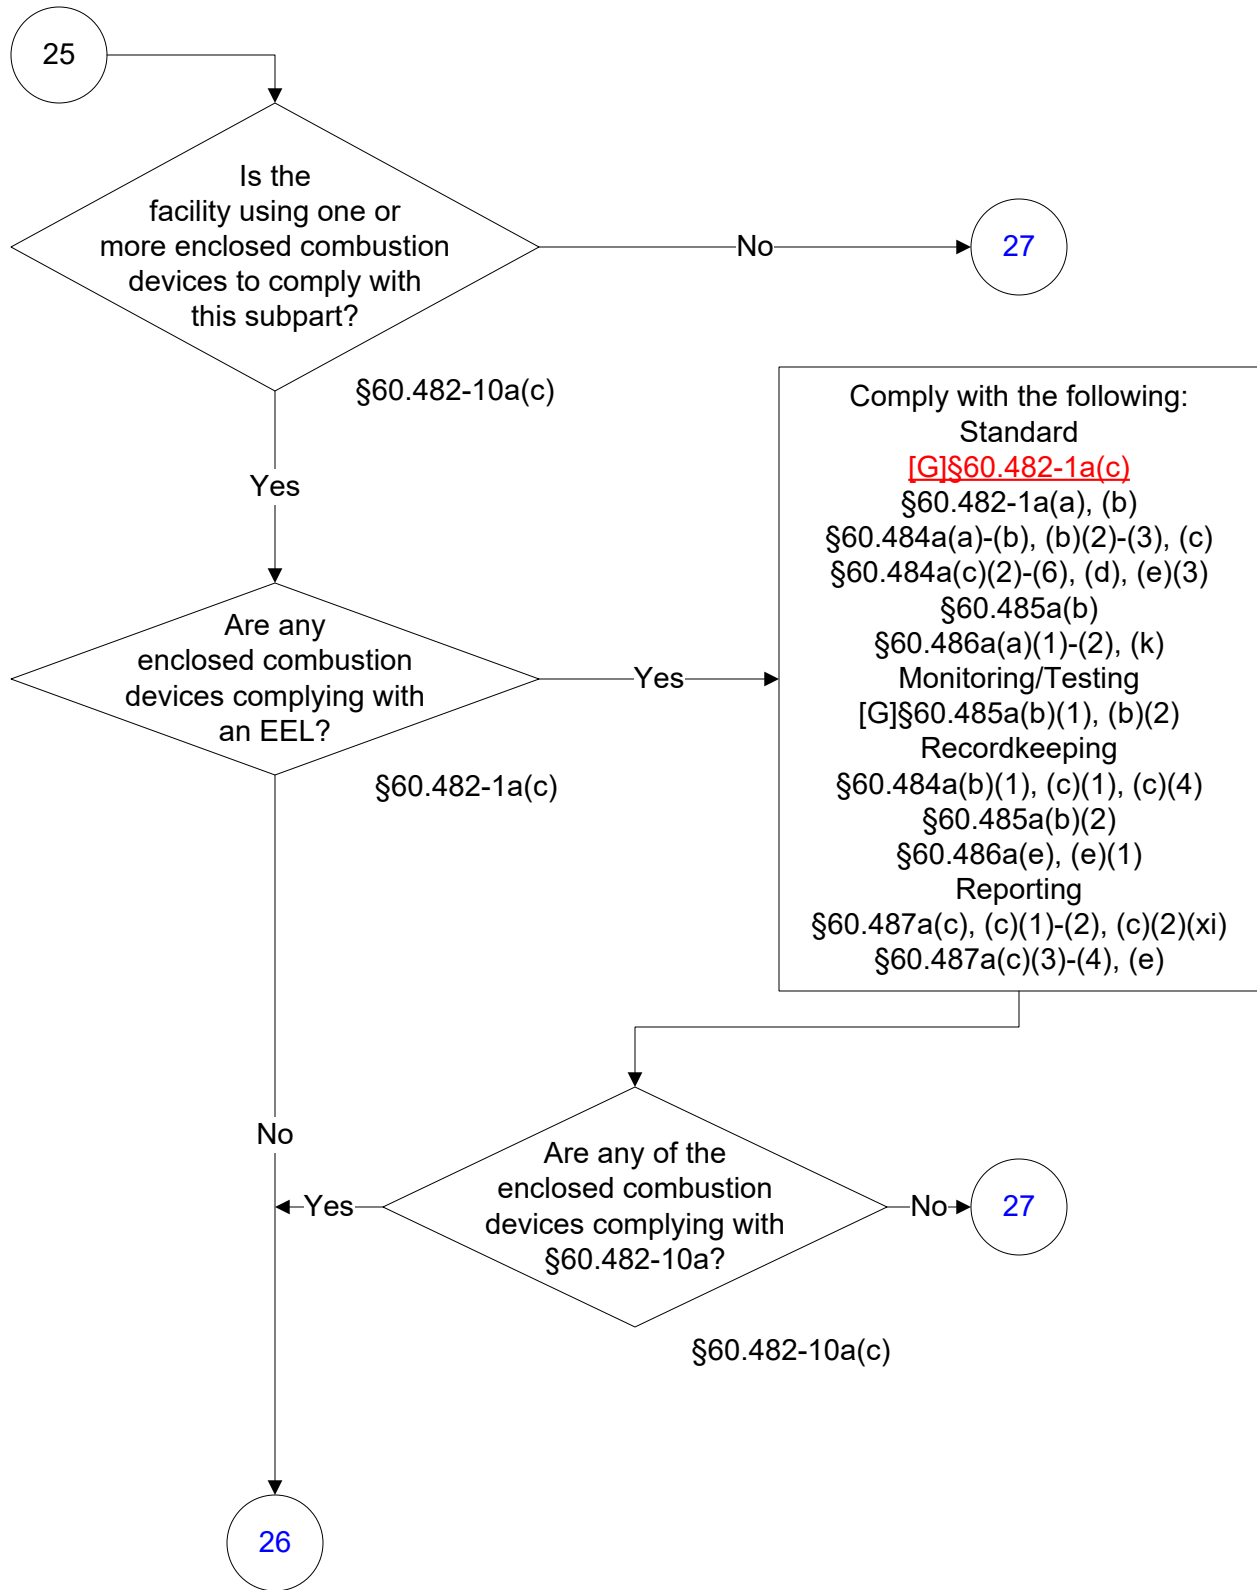 25
Is the
facility using one or
more enclosed combustion
devices to comply with
this subpart?
No
27
§60.482-10a(c)
Yes
Comply with the following:
Standard
[G]§60.482-1a(c)
§60.482-1a(a), (b)
§60.484a(a)-(b), (b)(2)-(3), (c)
§60.484a(c)(2)-(6), (d), (e)(3)
§60.485a(b)
§60.486a(a)(1)-(2), (k)
Monitoring/Testing
[G]§60.485a(b)(1), (b)(2)
Recordkeeping
§60.484a(b)(1), (c)(1), (c)(4)
§60.485a(b)(2)
§60.486a(e), (e)(1)
Reporting
§60.487a(c), (c)(1)-(2), (c)(2)(xi)
§60.487a(c)(3)-(4), (e)
Are any
enclosed combustion
devices complying with
an EEL?
Yes
§60.482-1a(c)
No
Are any of the
enclosed combustion
devices complying with
§60.482-10a?
Yes
No
27
§60.482-10a(c)
26